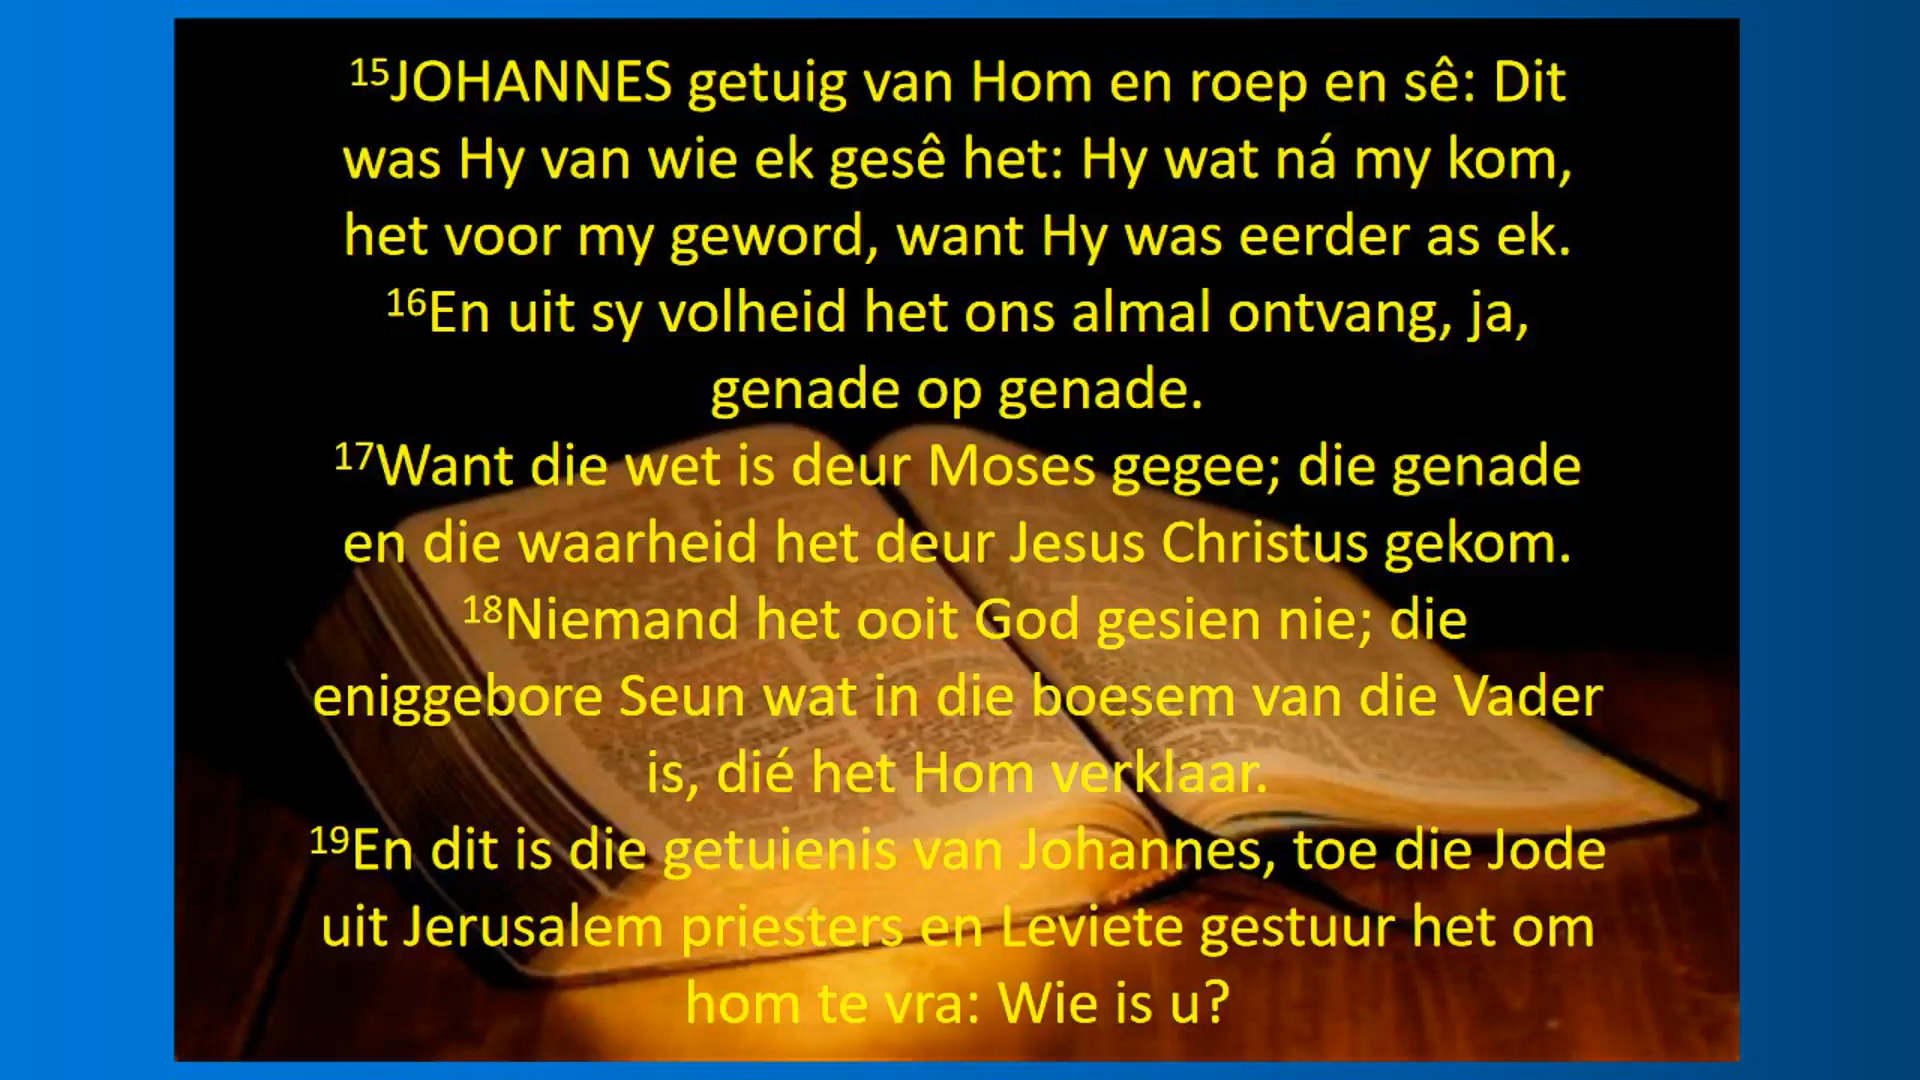 15JOHANNES getuig van Hom en roep en sê: Dit
was Hy van wie ek gesê het: Hy wat ná my kom,
het voor my geword, want Hy was eerder as ek.
16En uit sy volheid het ons almal ontvang, ja,
genade op genade.
17Want die wet is deur Moses gegee; die genade
en die waarheid het deur Jesus Christus gekom.
18Niemand het ooit God gesien nie; die
eniggebore Seun wat in die boesem van die Vader
is, dié het Hom verklaar.
19En dit is die getuienis van Johannes, toe die Jode
uit Jerusalem priesters en Leviete gestuur het om
hom te vra: Wie is u?